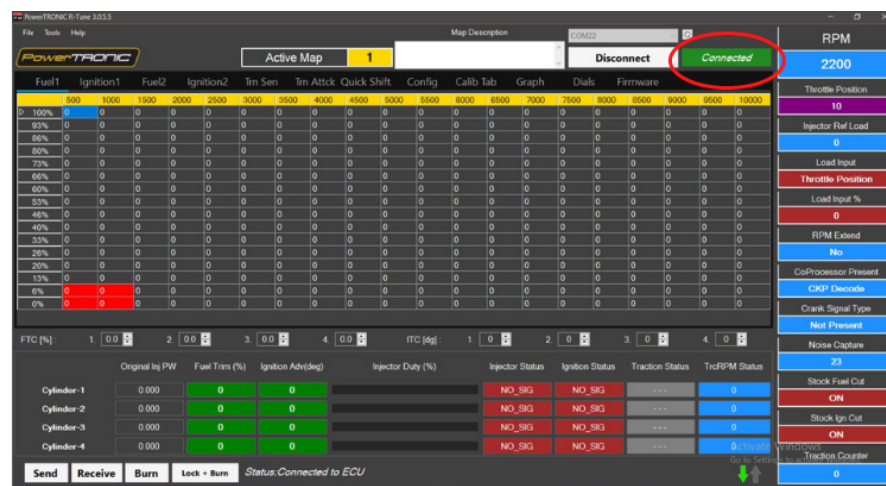 PowerTRONIC R-Tune 3.0.5.5
File Tools Help
Map Description
COM22
PowerTRONIC
Active Map 1
Disconnect
Connected
Fuel1 Ignition1 Fuel2 Ignition2 Trn Sen Trn Attck Quick Shift Config Calib Tab Graph Dials Firmware
500 1000 1500 2000 2500 3000 3500 4000 4500 5000 5500 6000 6500 7000 7500 8000 8500 9000 9500 10000
100% 0 0 0 0 0 0 0 0 0 0 0 0 0 0 0 0 0 0 0 0
93% 0 0 0 0 0 0 0 0 0 0 0 0 0 0 0 0 0 0 0 0
86% 0 0 0 0 0 0 0 0 0 0 0 0 0 0 0 0 0 0 0 0
80% 0 0 0 0 0 0 0 0 0 0 0 0 0 0 0 0 0 0 0 0
73% 0 0 0 0 0 0 0 0 0 0 0 0 0 0 0 0 0 0 0 0
66% 0 0 0 0 0 0 0 0 0 0 0 0 0 0 0 0 0 0 0 0
60% 0 0 0 0 0 0 0 0 0 0 0 0 0 0 0 0 0 0 0 0
53% 0 0 0 0 0 0 0 0 0 0 0 0 0 0 0 0 0 0 0 0
46% 0 0 0 0 0 0 0 0 0 0 0 0 0 0 0 0 0 0 0 0
40% 0 0 0 0 0 0 0 0 0 0 0 0 0 0 0 0 0 0 0 0
33% 0 0 0 0 0 0 0 0 0 0 0 0 0 0 0 0 0 0 0 0
26% 0 0 0 0 0 0 0 0 0 0 0 0 0 0 0 0 0 0 0 0
20% 0 0 0 0 0 0 0 0 0 0 0 0 0 0 0 0 0 0 0 0
13% 0 0 0 0 0 0 0 0 0 0 0 0 0 0 0 0 0 0 0 0
6% 0 0 0 0 0 0 0 0 0 0 0 0 0 0 0 0 0 0 0 0
0% 0 0 0 0 0 0 0 0 0 0 0 0 0 0 0 0 0 0 0 0
FTC [%] : 1. 0.0 2. 0.0 3. 0.0 4. 0.0 ITC [dg] : 1. 0 2. 0 3. 0 4. 0
Original Inj PW Fuel Trim (%) Ignition Adv(deg) Injector Duty (%) Injector Status Ignition Status Traction Status TrcRPM Status
Cylinder-1 0.000 0 0 NO_SIG NO_SIG --- 0
Cylinder-2 0.000 0 0 NO_SIG NO_SIG --- 0
Cylinder-3 0.000 0 0 NO_SIG NO_SIG --- 0
Cylinder-4 0.000 0 0 NO_SIG NO_SIG --- 0
Send Receive Burn Lock + Burn Status:Connected to ECU
RPM
2200
Throttle Position
10
Injector Ref Load
0
Load Input
Throttle Position
Load Input %
0
RPM Extend
No
CoProcessor Present
CKP Decode
Crank Signal Type
Not Present
Noise Capture
23
Stock Fuel Cut
ON
Stock Ign Cut
ON
Traction Counter
0
Activate Windows
Go to Settings to activate